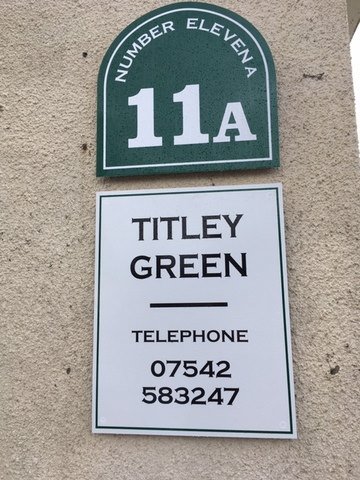 NUMBER ELEVEN A
11A
TITLEY
GREEN
TELEPHONE
07542
583247